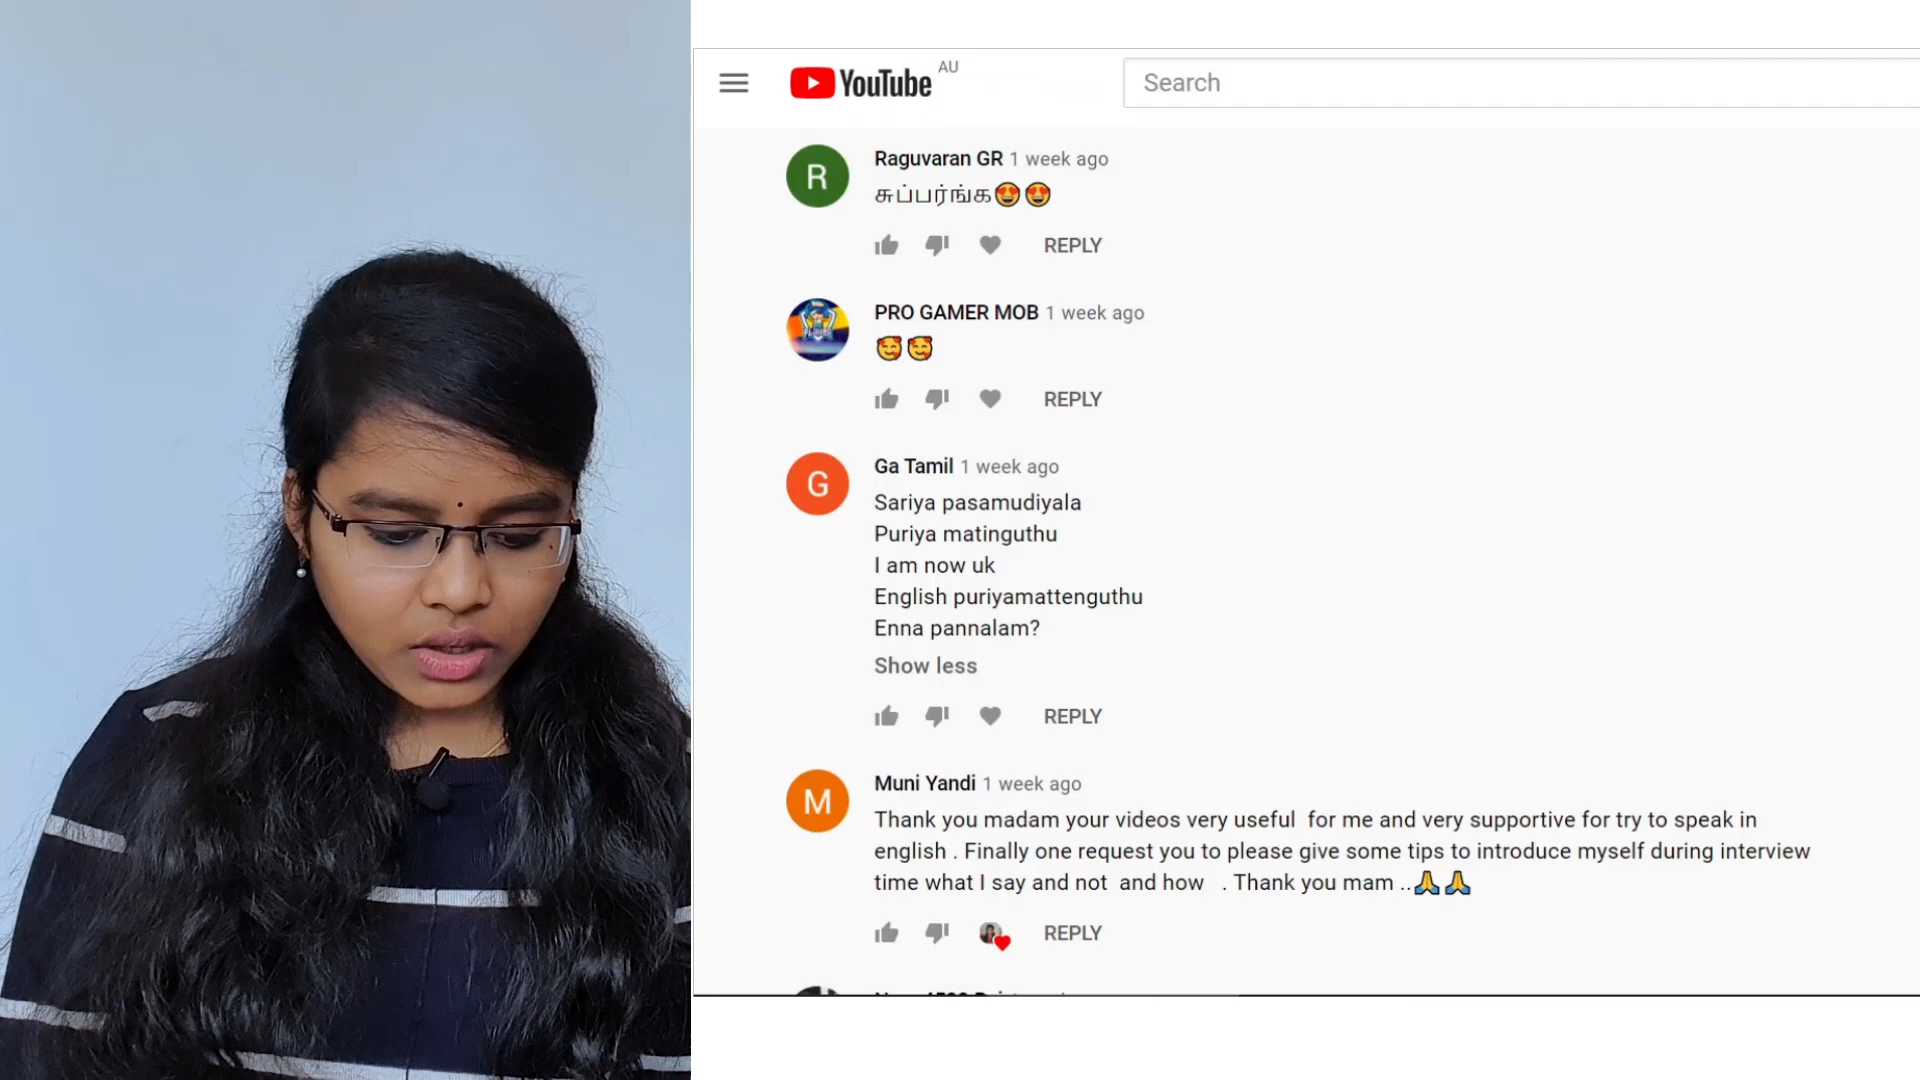 YouTube AU
Search
R
Raguvaran GR 1 week ago
சுப்பர்ங்க😍😍
REPLY
PRO GAMER MOB 1 week ago
🥰🥰
REPLY
G
Ga Tamil 1 week ago
Sariya pasamudiyala
Puriya matinguthu
I am now uk
English puriyamattenguthu
Enna pannalam?
Show less
REPLY
M
Muni Yandi 1 week ago
Thank you madam your videos very useful for me and very supportive for try to speak in
english . Finally one request you to please give some tips to introduce myself during interview
time what I say and not and how . Thank you mam ..🙏🙏
REPLY